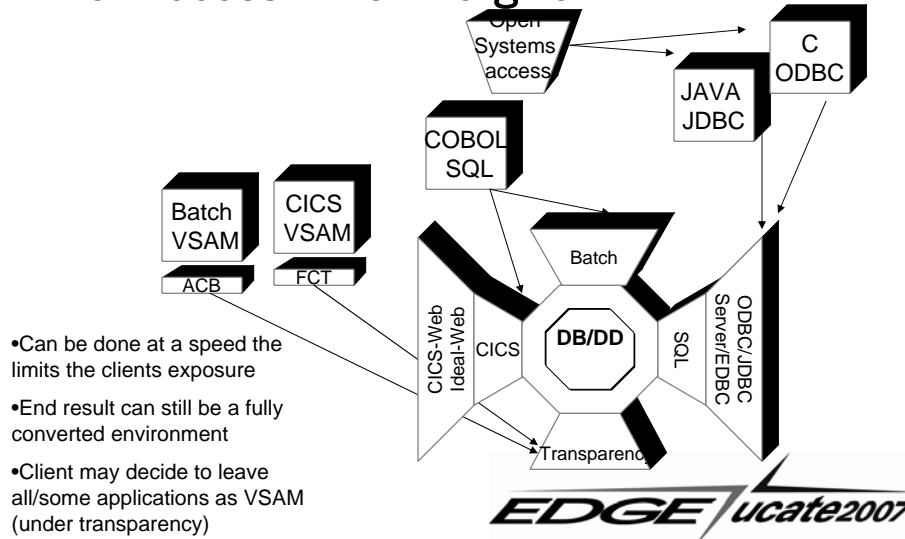 Open
Systems
access
C
ODBC
JAVA
JDBC
COBOL
SQL
Batch
VSAM
CICS
VSAM
ACB
FCT
Batch
CICS-Web
Ideal-Web
CICS
DB/DD
SQL
ODBC/JDBC
Server/EDBC
Transparency
•Can be done at a speed the
limits the clients exposure
•End result can still be a fully
converted environment
•Client may decide to leave
all/some applications as VSAM
(under transparency)
EDGE ucate2007